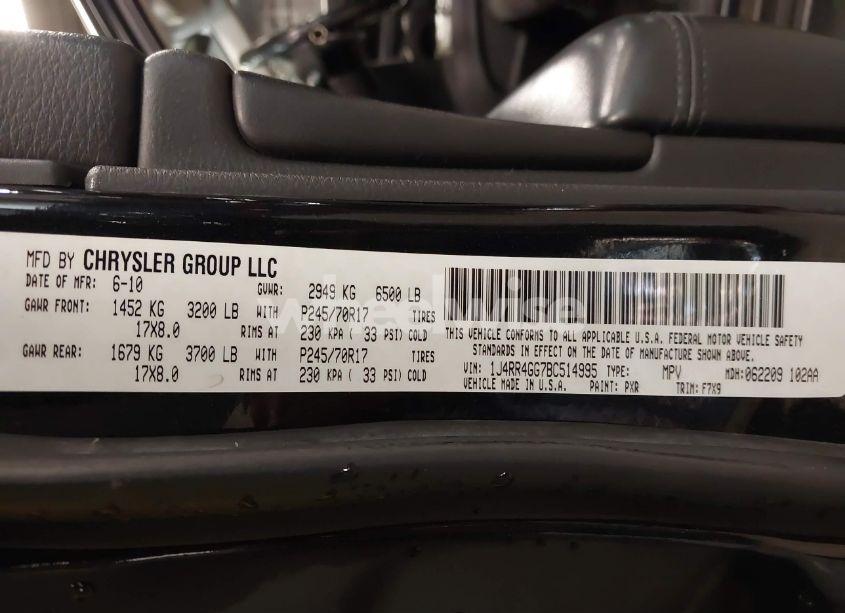 MFD BY CHRYSLER GROUP LLC
DATE OF MFR: 6-10 GVWR: 2949 KG 6500 LB
GAWR FRONT: 1452 KG 3200 LB WITH P245/70R17 TIRES
17X8.0 RIMS AT 230 KPA ( 33 PSI) COLD
GAWR REAR: 1679 KG 3700 LB WITH P245/70R17 TIRES
17X8.0 RIMS AT 230 KPA ( 33 PSI) COLD
THIS VEHICLE CONFORMS TO ALL APPLICABLE U.S.A. FEDERAL MOTOR VEHICLE SAFETY
STANDARDS IN EFFECT ON THE DATE OF MANUFACTURE SHOWN ABOVE.
VIN: 1J4RR4GG7BC514995 TYPE: MPV MDH: 062209 102AA
VEHICLE MADE IN U.S.A. PAINT: PXR TRIM: F7X9
wheelwise